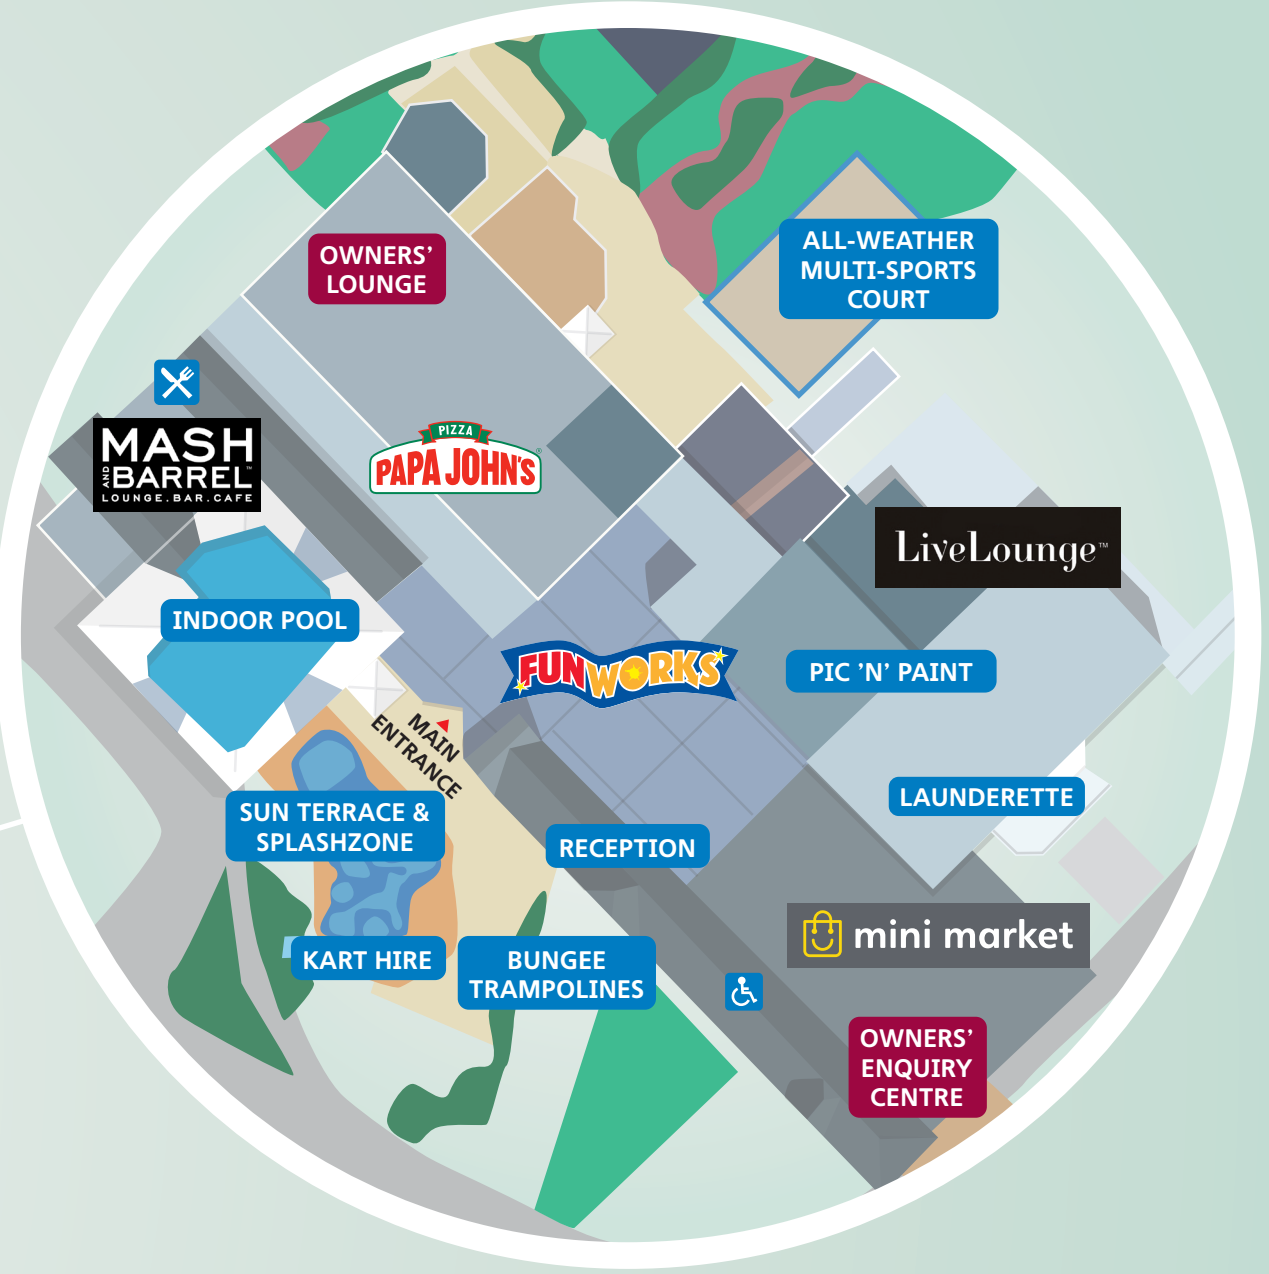 OWNERS'
LOUNGE
ALL-WEATHER
MULTI-SPORTS
COURT
MASH
AND BARREL™
LOUNGE.BAR.CAFE
PIZZA
PAPA JOHN'S®
LiveLounge™
INDOOR POOL
FUNWORKS
PIC 'N' PAINT
MAIN
ENTRANCE
LAUNDERETTE
SUN TERRACE &
SPLASHZONE
RECEPTION
mini market
KART HIRE
BUNGEE
TRAMPOLINES
OWNERS'
ENQUIRY
CENTRE